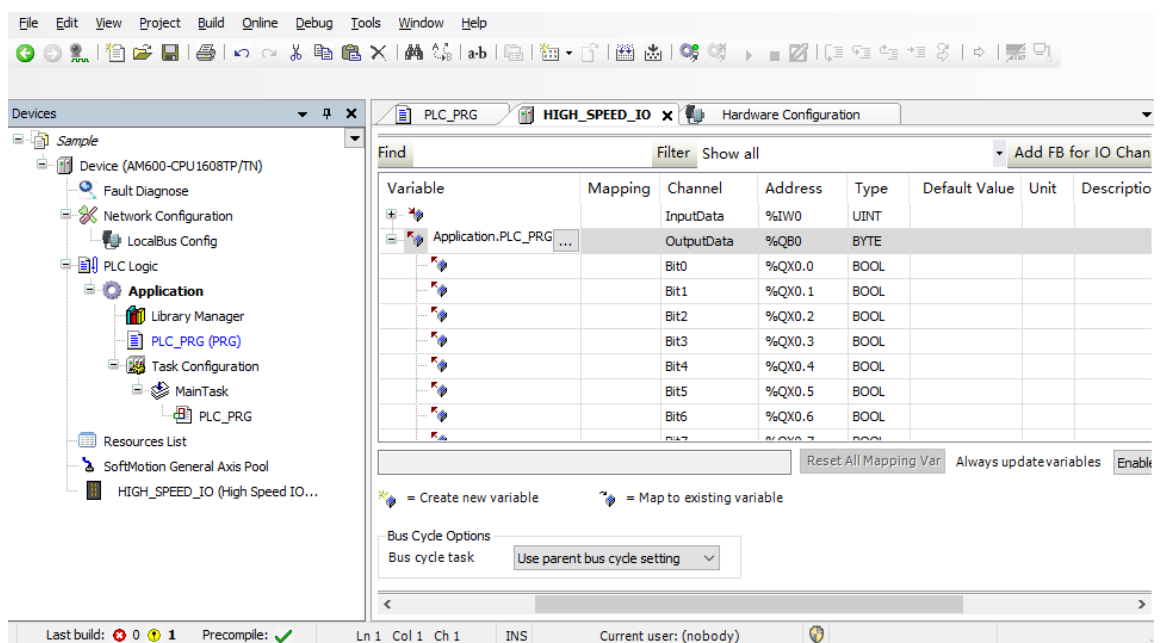 File Edit View Project Build Online Debug Tools Window Help
Devices
PLC_PRG HIGH_SPEED_IO Hardware Configuration
Sample
Device (AM600-CPU1608TP/TN)
Fault Diagnose
Network Configuration
LocalBus Config
PLC Logic
Application
Library Manager
PLC_PRG (PRG)
Task Configuration
MainTask
PLC_PRG
Resources List
SoftMotion General Axis Pool
HIGH_SPEED_IO (High Speed IO...
Find Filter Show all Add FB for IO Chan
Variable Mapping Channel Address Type Default Value Unit Descriptio
InputData %IW0 UINT
Application.PLC_PRG ... OutputData %QB0 BYTE
Bit0 %QX0.0 BOOL
Bit1 %QX0.1 BOOL
Bit2 %QX0.2 BOOL
Bit3 %QX0.3 BOOL
Bit4 %QX0.4 BOOL
Bit5 %QX0.5 BOOL
Bit6 %QX0.6 BOOL
Bit7 %QX0.7 BOOL
Reset All Mapping Var Always update variables Enable
= Create new variable = Map to existing variable
Bus Cycle Options
Bus cycle task Use parent bus cycle setting
Last build: 0 1 Precompile: Ln 1 Col 1 Ch 1 INS Current user: (nobody)